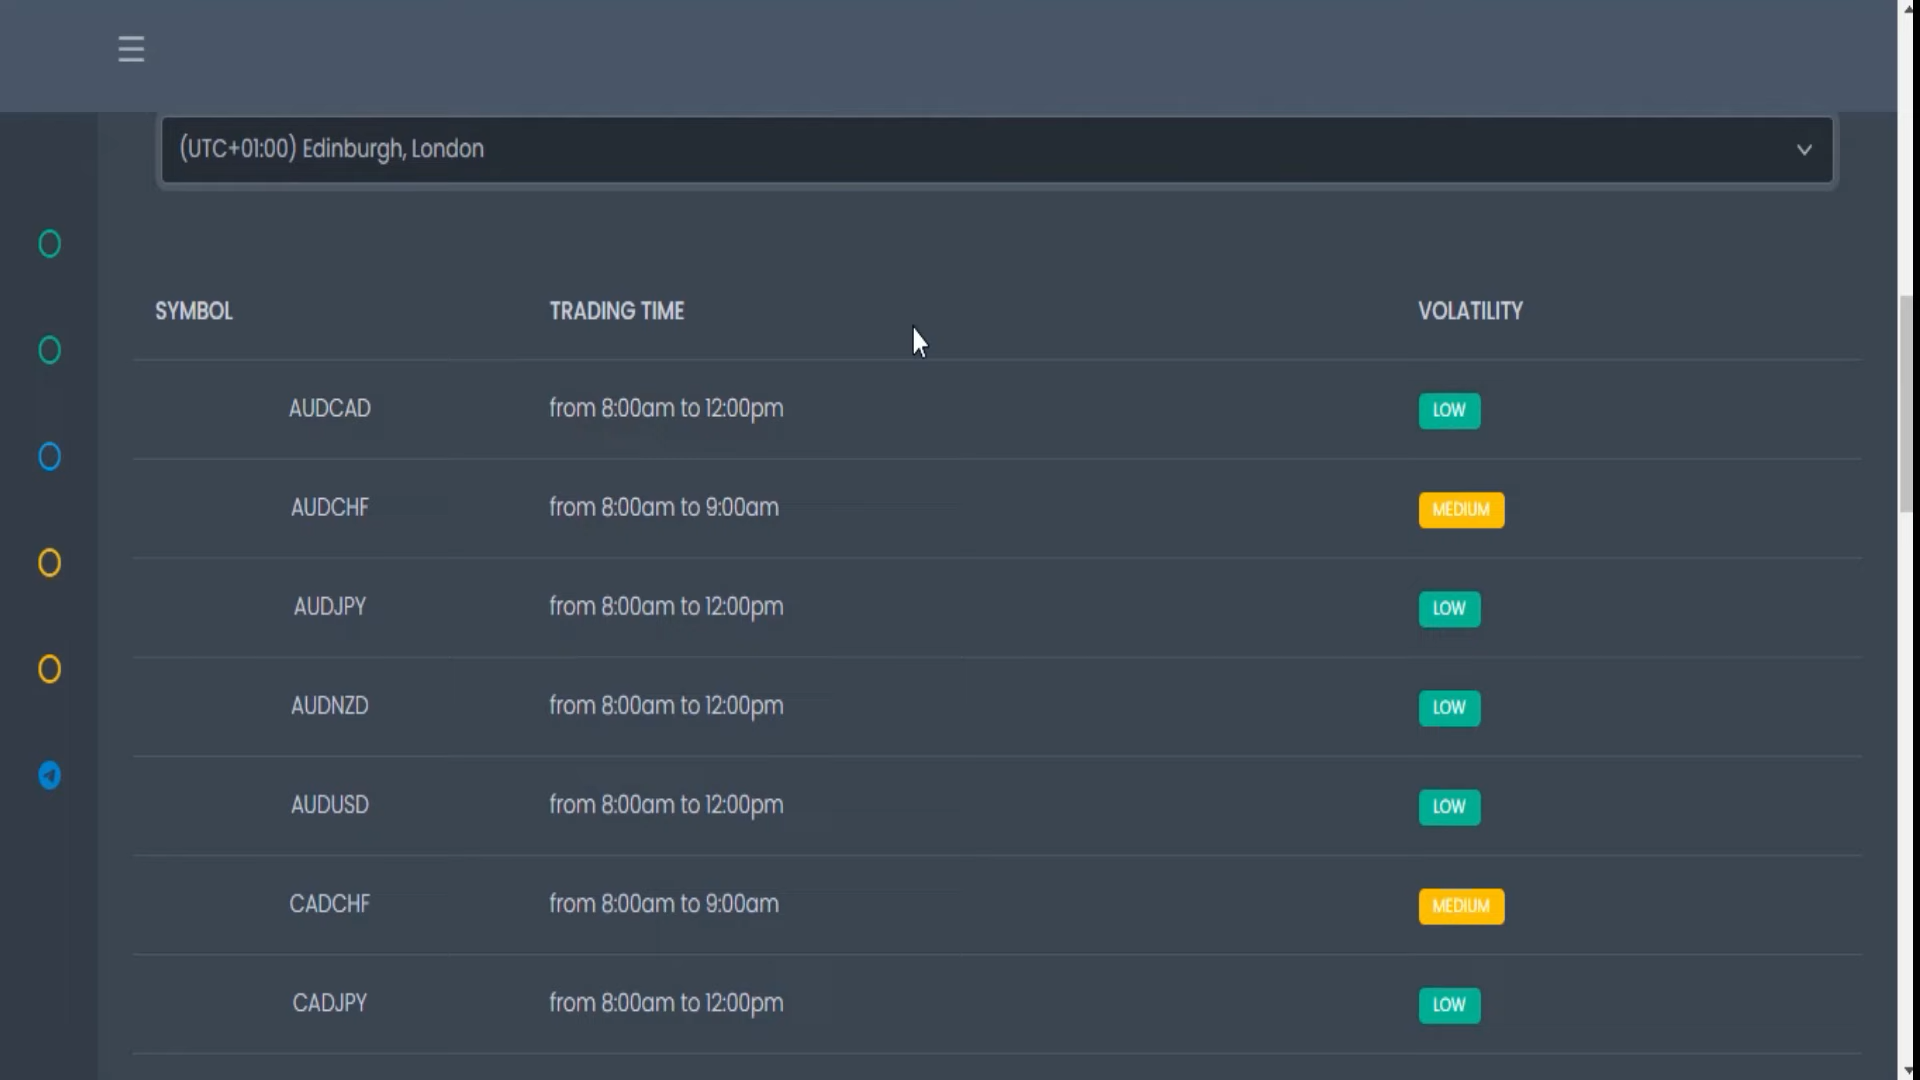 (UTC+01:00) Edinburgh, London
SYMBOL TRADING TIME VOLATILITY
AUDCAD from 8:00am to 12:00pm LOW
AUDCHF from 8:00am to 9:00am MEDIUM
AUDJPY from 8:00am to 12:00pm LOW
AUDNZD from 8:00am to 12:00pm LOW
AUDUSD from 8:00am to 12:00pm LOW
CADCHF from 8:00am to 9:00am MEDIUM
CADJPY from 8:00am to 12:00pm LOW